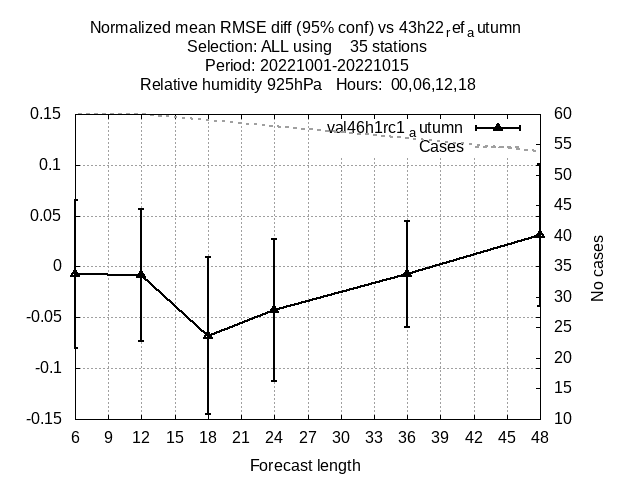 Normalized mean RMSE diff (95% conf) vs 43h22refautumn
Selection: ALL using    35 stations
Period: 20221001-20221015
Relative humidity 925hPa   Hours:  00,06,12,18
val46h1rc1autumn
Cases
0.15
0.1
0.05
0
-0.05
-0.1
-0.15
60
55
50
45
40
35
30
25
20
15
10
No cases
6 9 12 15 18 21 24 27 30 33 36 39 42 45 48
Forecast length